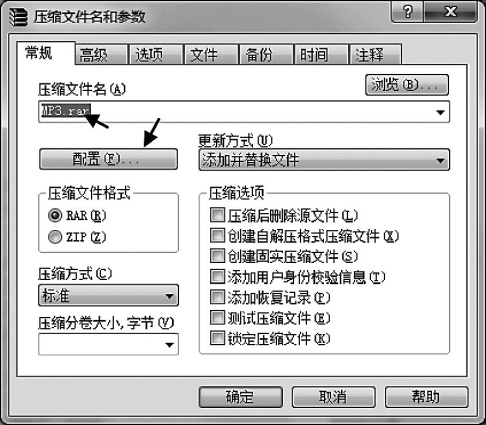 压缩文件名和参数
常规 高级 选项 文件 备份 时间 注释
压缩文件名(A)
浏览(B)...
MP3.rar
配置(F)...
更新方式(U)
添加并替换文件
压缩文件格式
RAR(R)
ZIP(Z)
压缩方式(C)
标准
压缩分卷大小,字节(V)
压缩选项
压缩后删除源文件(L)
创建自解压格式压缩文件(X)
创建固实压缩文件(S)
添加用户身份校验信息(I)
添加恢复记录(P)
测试压缩文件(E)
锁定压缩文件(K)
确定 取消 帮助